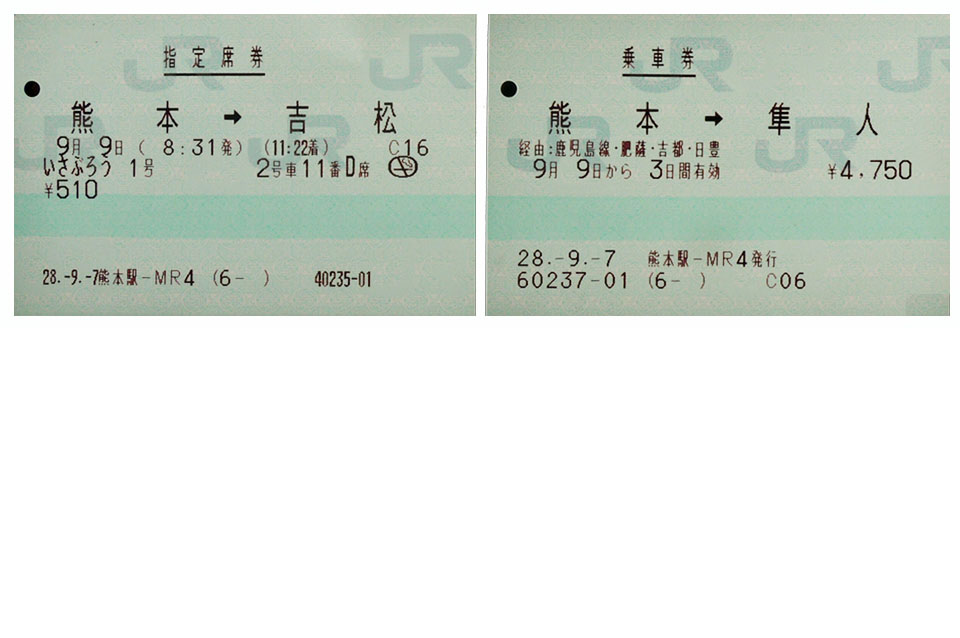 指定席券
熊本→吉松
9月 9日 ( 8:31発) (11:22着) C16
いさぶろう 1号 2号車11番D席
¥510
28.-9.-7熊本駅-MR4 (6- ) 40235-01
乗車券
熊本→隼人
経由:鹿児島線・肥薩・吉都・日豊
9月 9日から 3日間有効 ¥4,750
28.-9.-7 熊本駅-MR4発行
60237-01 (6- ) C06